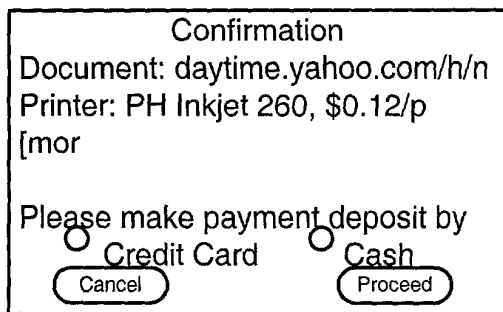 Confirmation
Document: daytime.yahoo.com/h/n
Printer: PH Inkjet 260, $0.12/p
[mor
Please make payment deposit by
Credit Card Cash
Cancel Proceed